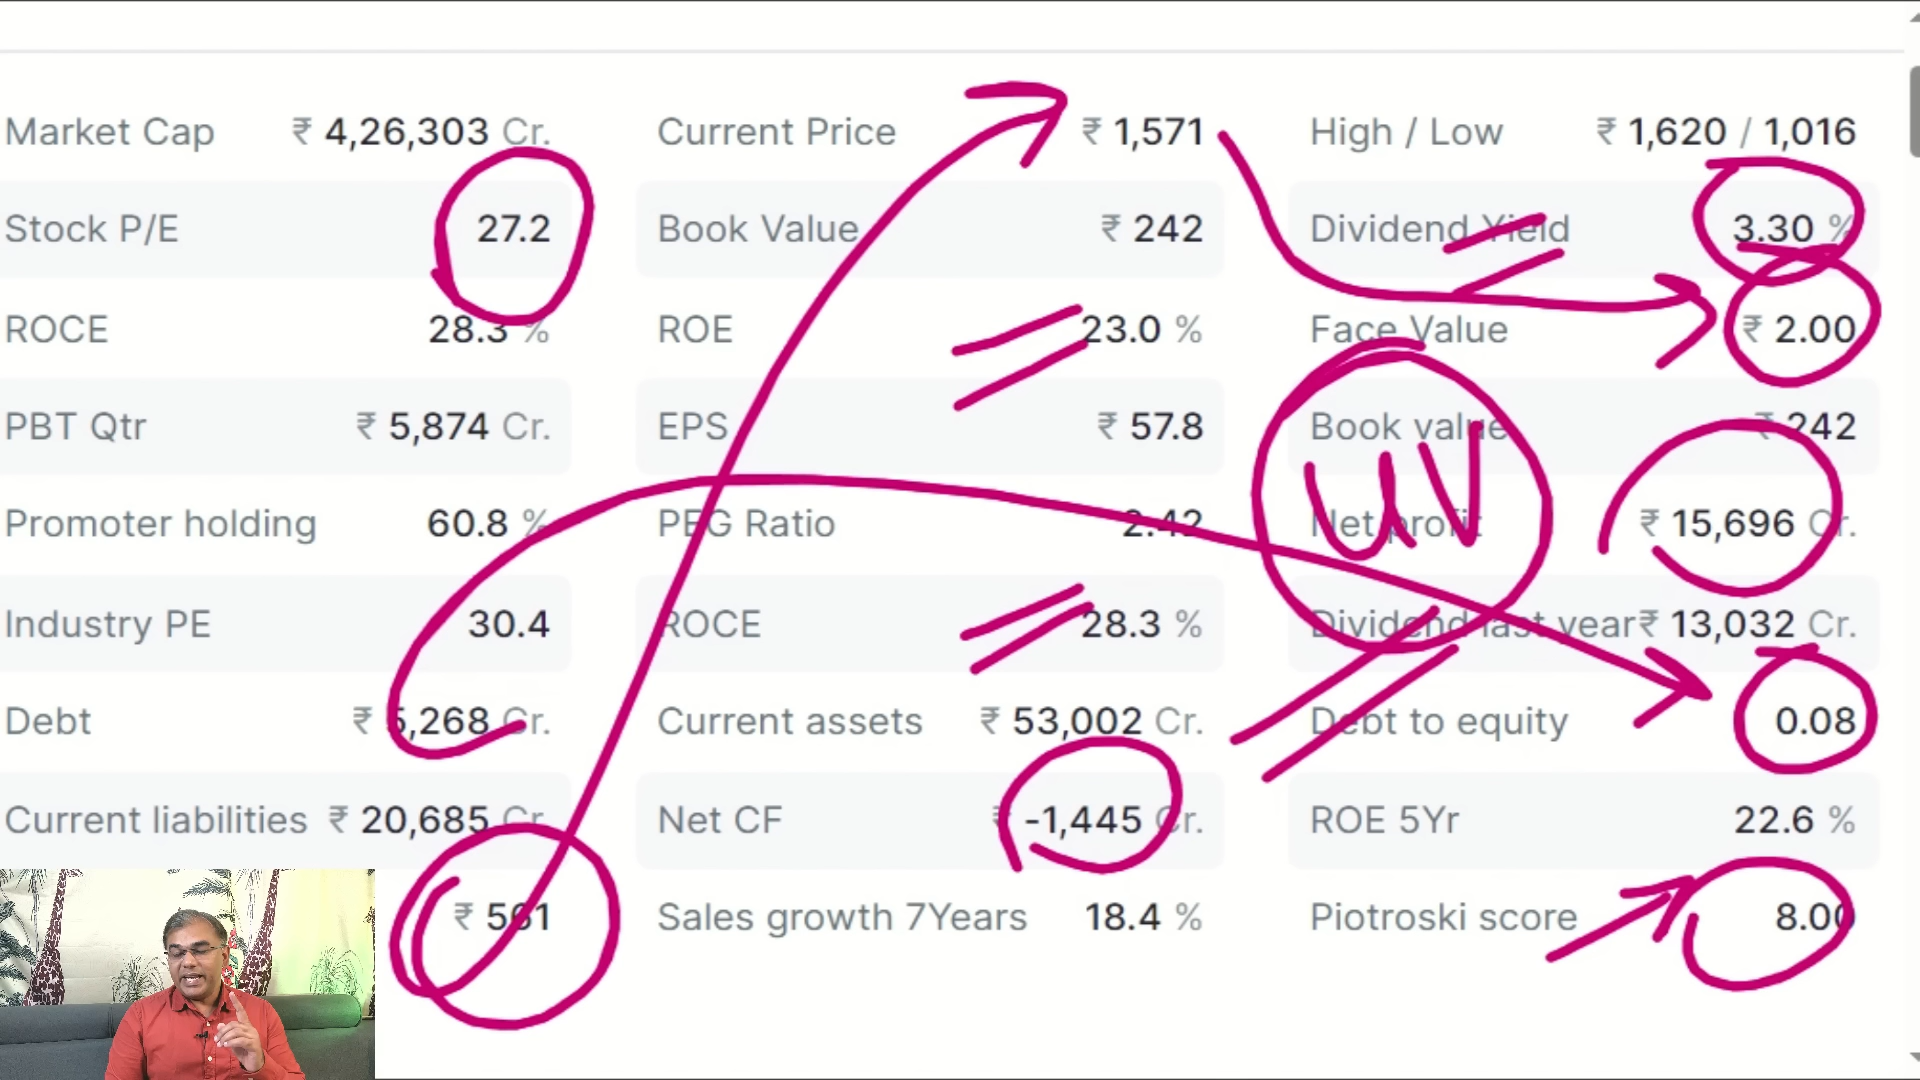 Market Cap ₹ 4,26,303 Cr. Current Price ₹ 1,571 High / Low ₹ 1,620 / 1,016
Stock P/E 27.2 Book Value ₹ 242 Dividend Yield 3.30 %
ROCE 28.3 % ROE 23.0 % Face Value ₹ 2.00
PBT Qtr ₹ 5,874 Cr. EPS ₹ 57.8 Book value ₹ 242
Promoter holding 60.8 % PEG Ratio 2.42 Net profit ₹ 15,696 Cr.
UV
Industry PE 30.4 ROCE 28.3 % Dividend last year ₹ 13,032 Cr.
Debt ₹ 5,268 Cr. Current assets ₹ 53,002 Cr. Debt to equity 0.08
Current liabilities ₹ 20,685 Cr. Net CF ₹ -1,445 Cr. ROE 5Yr 22.6 %
₹ 561 Sales growth 7Years 18.4 % Piotroski score 8.00